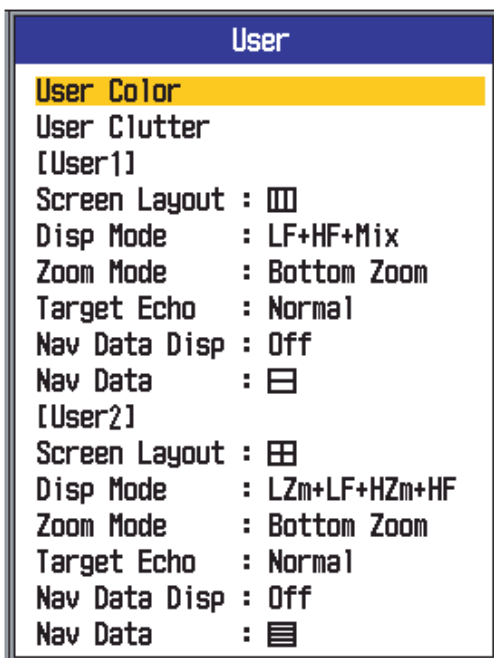 User
User Color
User Clutter
[User1]
Screen Layout :
Disp Mode : LF+HF+Mix
Zoom Mode : Bottom Zoom
Target Echo : Normal
Nav Data Disp : Off
Nav Data :
[User2]
Screen Layout :
Disp Mode : LZm+LF+HZm+HF
Zoom Mode : Bottom Zoom
Target Echo : Normal
Nav Data Disp : Off
Nav Data :